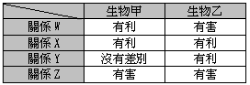 生物甲 生物乙
關係 W 有利 有害
關係 X 有利 有利
關係 Y 沒有差別 有利
關係 Z 有害 有害